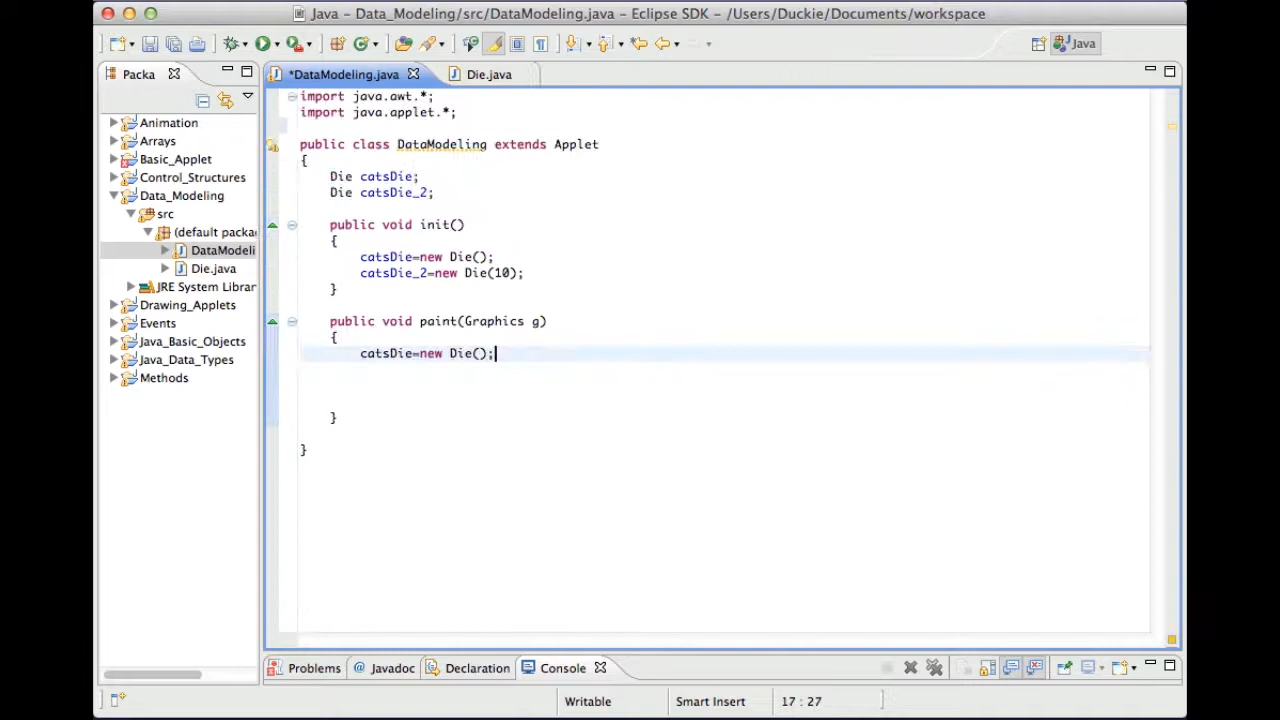 Java – Data_Modeling/src/DataModeling.java – Eclipse SDK – /Users/Duckie/Documents/workspace
Java
Packa
*DataModeling.java
Die.java
Animation
Arrays
Basic_Applet
Control_Structures
Data_Modeling
src
(default packa
DataModeli
Die.java
JRE System Librar
Drawing_Applets
Events
Java_Basic_Objects
Java_Data_Types
Methods
import java.awt.*;
import java.applet.*;
public class DataModeling extends Applet
{
Die catsDie;
Die catsDie_2;
public void init()
{
catsDie=new Die();
catsDie_2=new Die(10);
}
public void paint(Graphics g)
{
catsDie=new Die();
}
}
Problems
@ Javadoc
Declaration
Console
Writable
Smart Insert
17 : 27